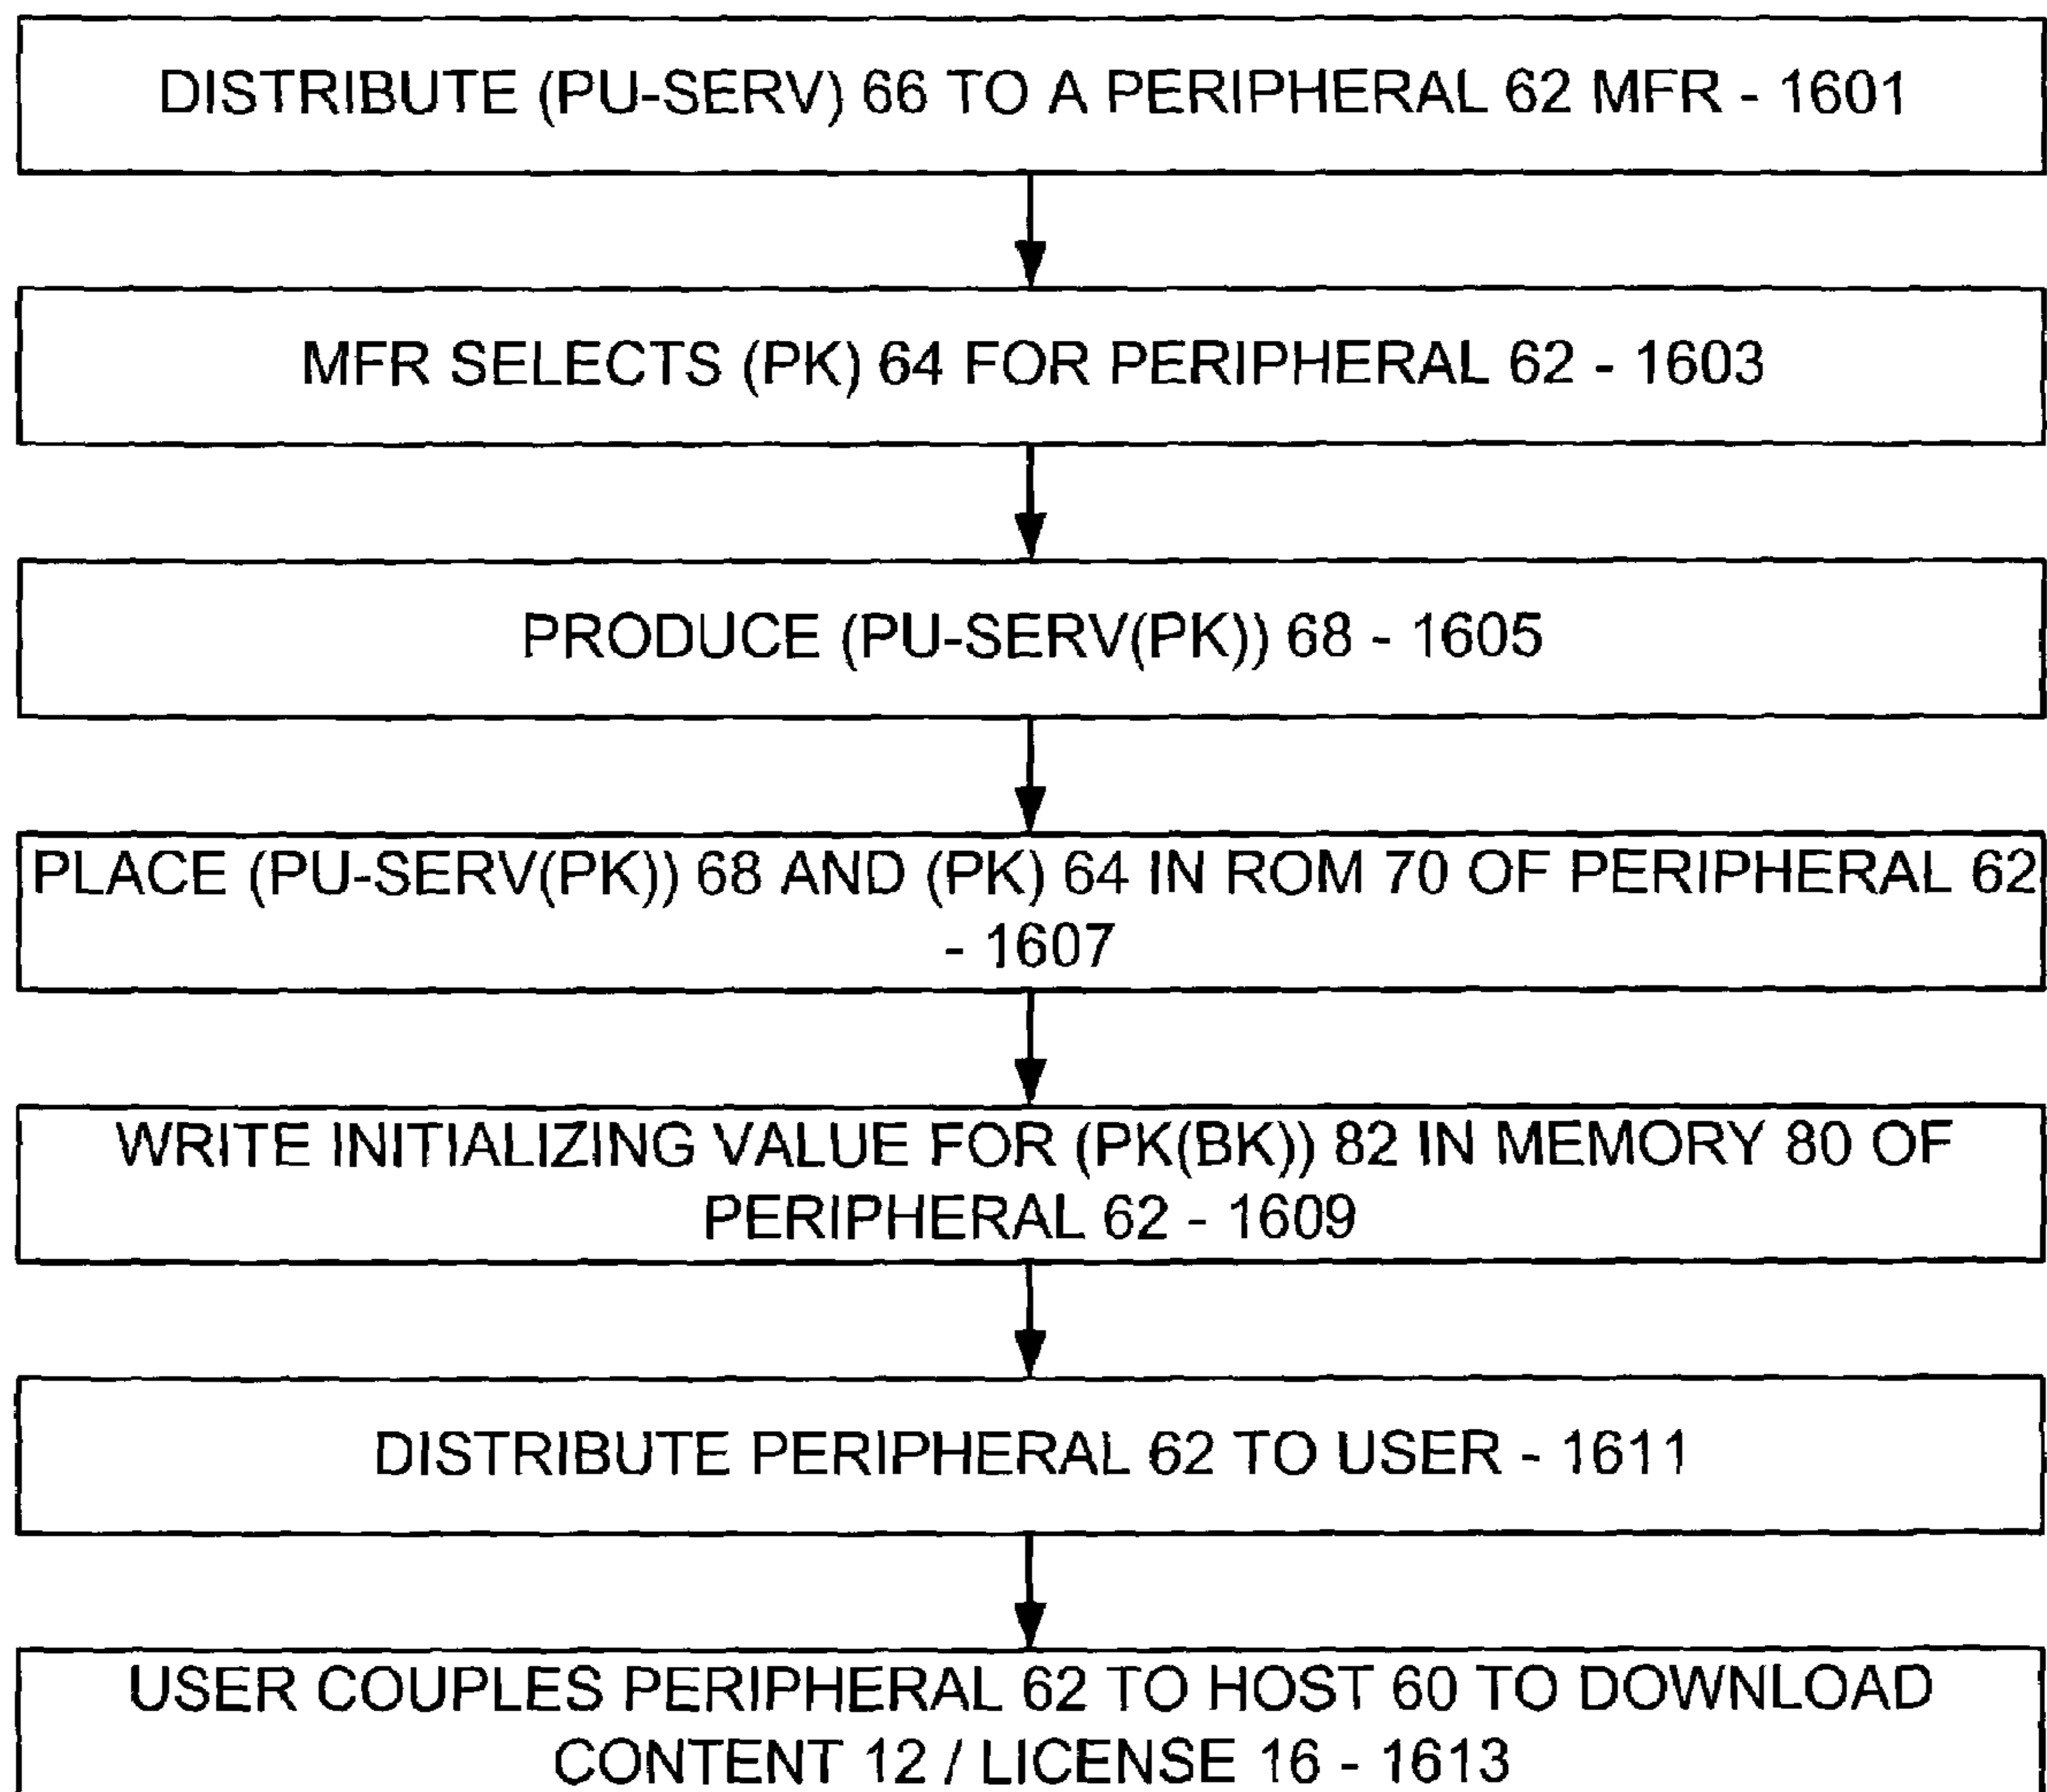 DISTRIBUTE (PU-SERV) 66 TO A PERIPHERAL 62 MFR - 1601
MFR SELECTS (PK) 64 FOR PERIPHERAL 62 - 1603
PRODUCE (PU-SERV(PK)) 68 - 1605
PLACE (PU-SERV(PK)) 68 AND (PK) 64 IN ROM 70 OF PERIPHERAL 62
- 1607
WRITE INITIALIZING VALUE FOR (PK(BK)) 82 IN MEMORY 80 OF
PERIPHERAL 62 - 1609
DISTRIBUTE PERIPHERAL 62 TO USER - 1611
USER COUPLES PERIPHERAL 62 TO HOST 60 TO DOWNLOAD
CONTENT 12 / LICENSE 16 - 1613